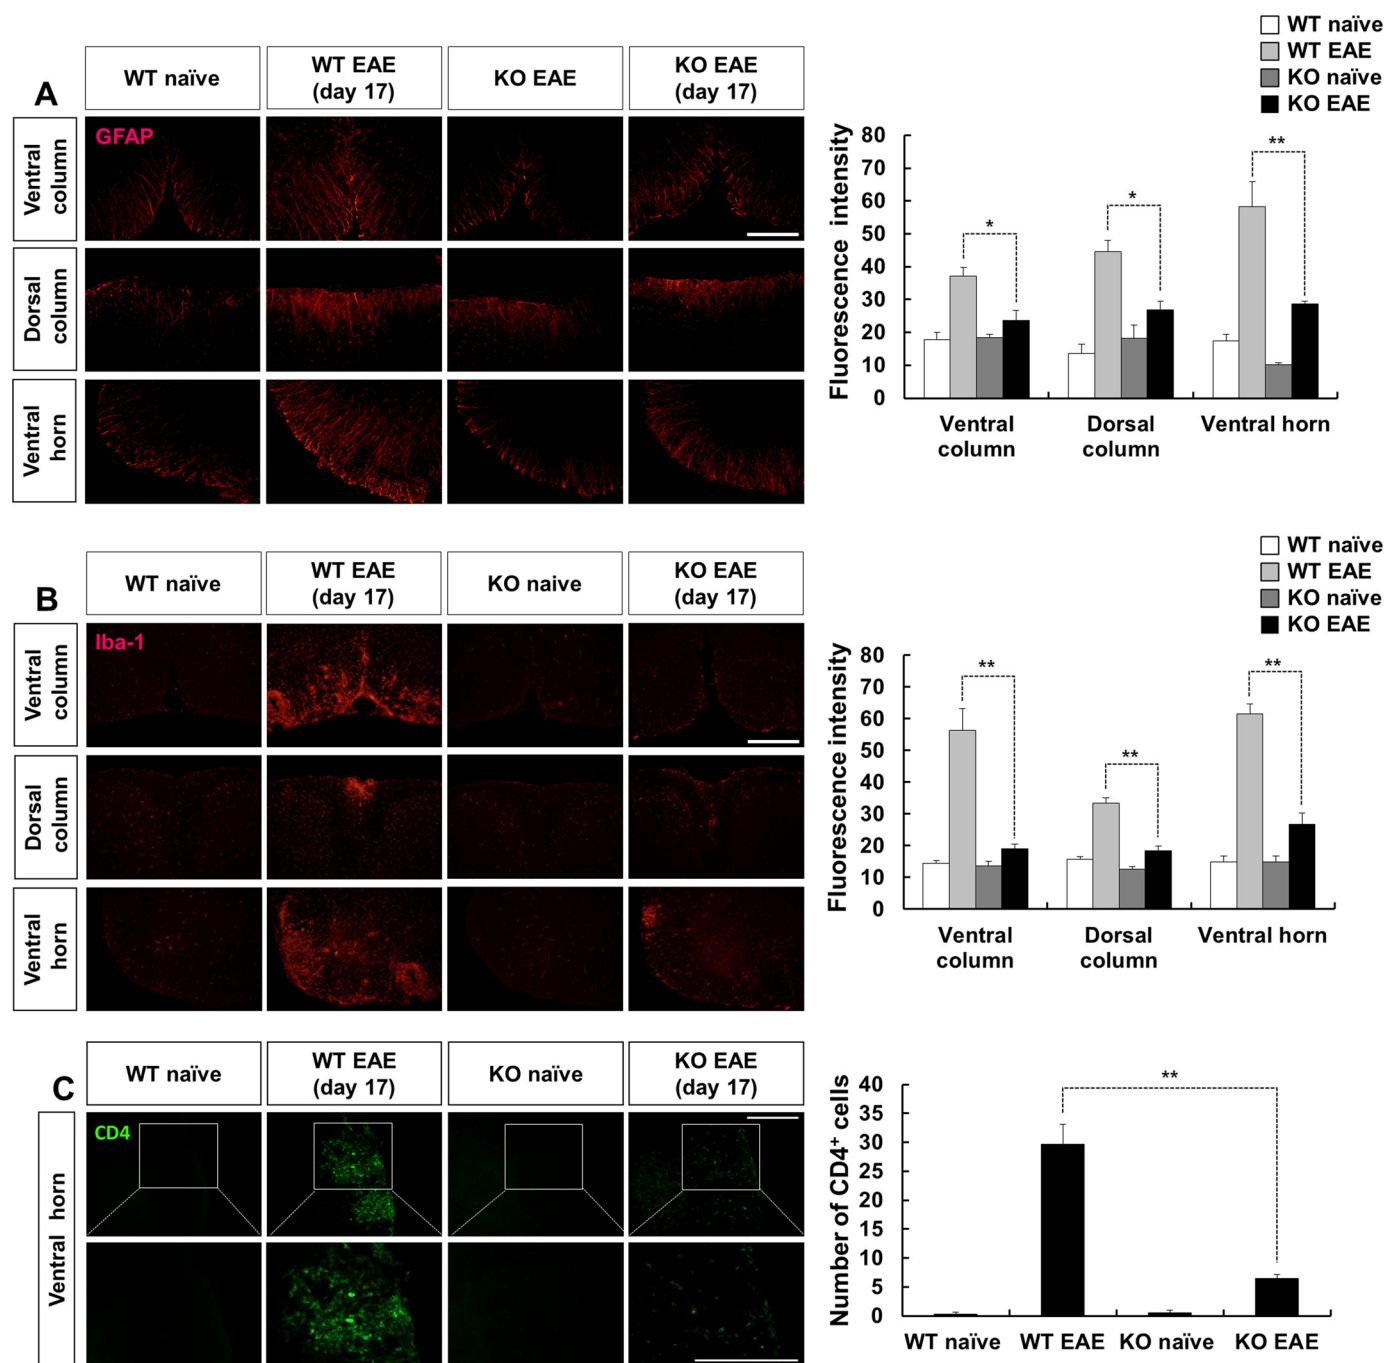 A
WT naïve
WT EAE
(day 17)
KO EAE
KO EAE
(day 17)
Ventral
column
Dorsal
column
Ventral
horn
GFAP
WT naïve
WT EAE
KO naïve
KO EAE
Fluorescence intensity
80
70
60
50
40
30
20
10
0
*
*
**
Ventral
column
Dorsal
column
Ventral horn
B
WT naïve
WT EAE
(day 17)
KO naive
KO EAE
(day 17)
Ventral
column
Dorsal
column
Ventral
horn
Iba-1
WT naïve
WT EAE
KO naïve
KO EAE
Fluorescence intensity
80
70
60
50
40
30
20
10
0
**
**
**
Ventral
column
Dorsal
column
Ventral horn
C
WT naïve
WT EAE
(day 17)
KO naïve
KO EAE
(day 17)
Ventral horn
CD4
Number of CD4⁺ cells
40
35
30
25
20
15
10
5
0
**
WT naïve
WT EAE
KO naïve
KO EAE